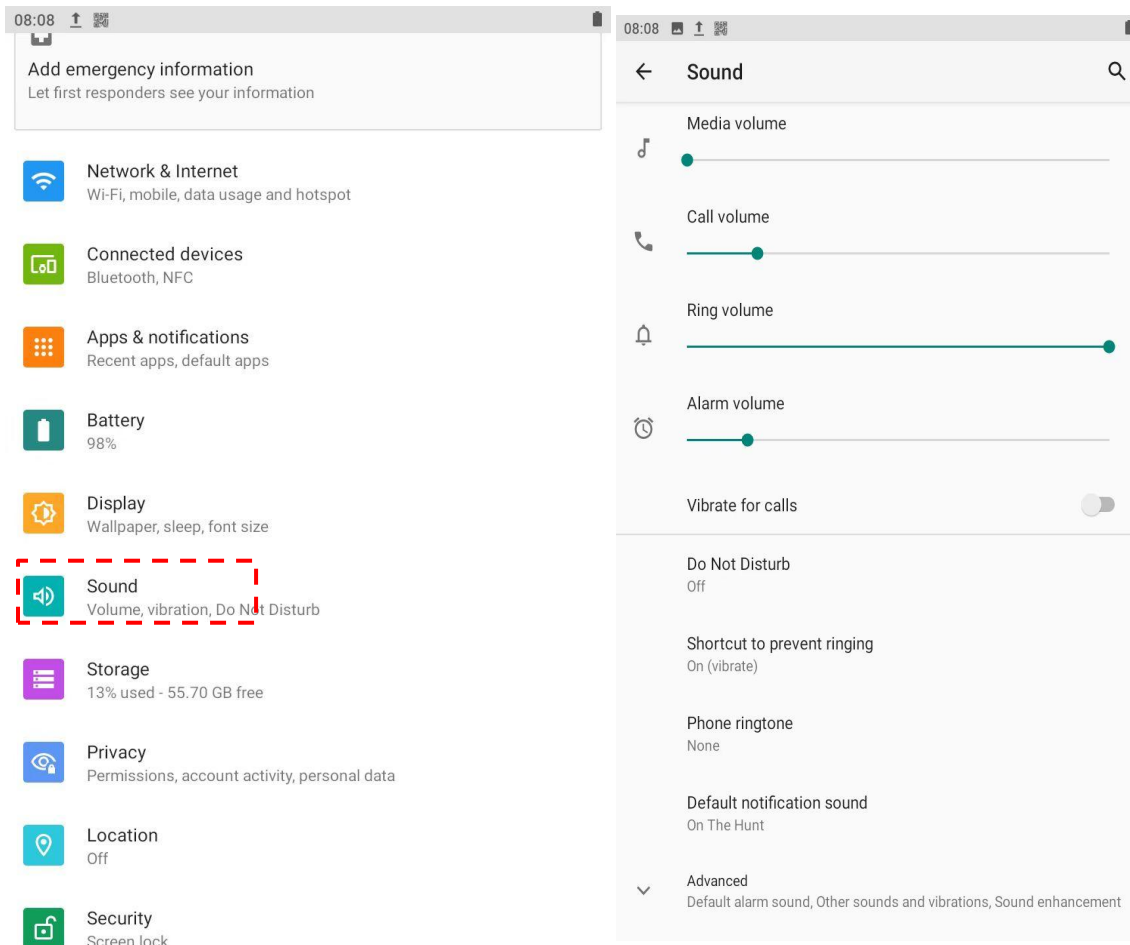 08:08
Add emergency information
Let first responders see your information
Network & Internet
Wi-Fi, mobile, data usage and hotspot
Connected devices
Bluetooth, NFC
Apps & notifications
Recent apps, default apps
Battery
98%
Display
Wallpaper, sleep, font size
Sound
Volume, vibration, Do Not Disturb
Storage
13% used - 55.70 GB free
Privacy
Permissions, account activity, personal data
Location
Off
Security
Screen lock
08:08
Sound
Media volume
Call volume
Ring volume
Alarm volume
Vibrate for calls
Do Not Disturb
Off
Shortcut to prevent ringing
On (vibrate)
Phone ringtone
None
Default notification sound
On The Hunt
Advanced
Default alarm sound, Other sounds and vibrations, Sound enhancement